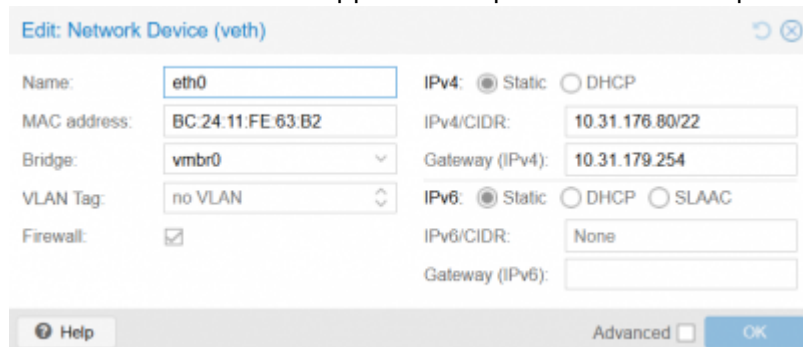 Edit: Network Device (veth)
Name: eth0 IPv4: Static DHCP
MAC address: BC:24:11:FE:63:B2 IPv4/CIDR: 10.31.176.80/22
Bridge: vmbr0 Gateway (IPv4): 10.31.179.254
VLAN Tag: no VLAN IPv6: Static DHCP SLAAC
Firewall: IPv6/CIDR: None
Gateway (IPv6):
Help Advanced OK